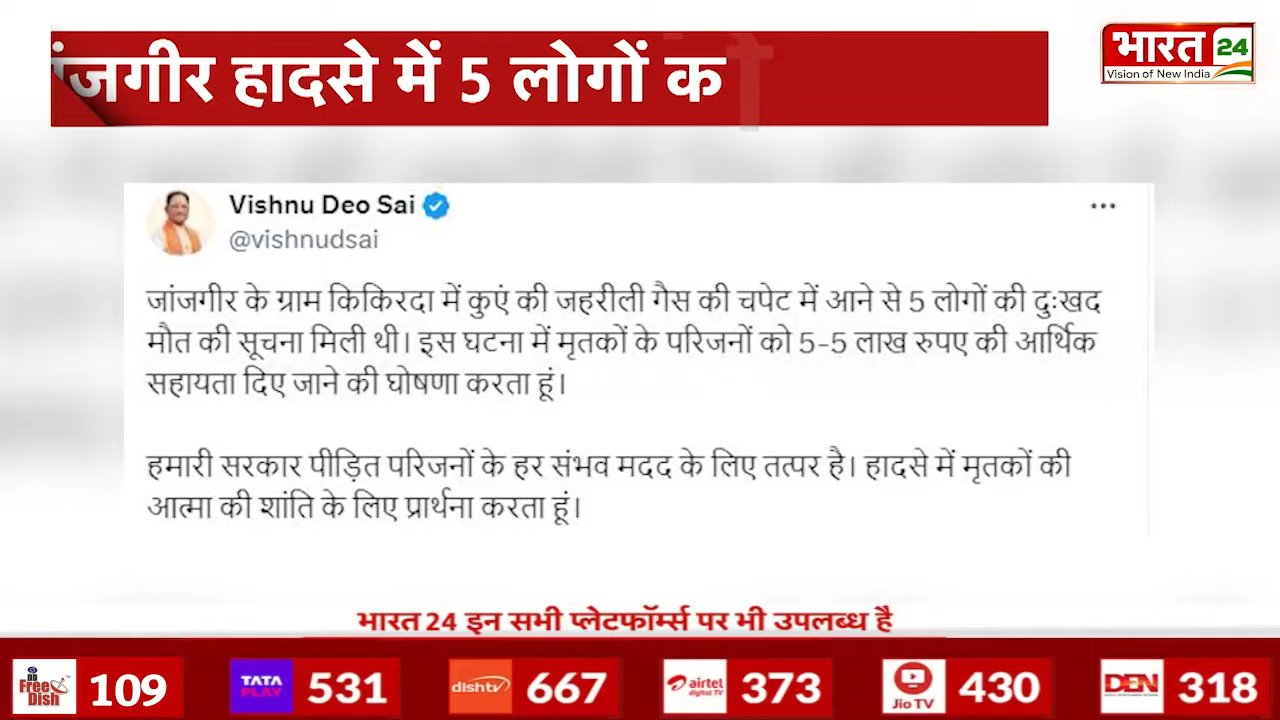 जगीर हादसे में 5 लोगों क
भारत 24
Vision of New India
Vishnu Deo Sai
@vishnudsai
जांजगीर के ग्राम किकिरदा में कुएं की जहरीली गैस की चपेट में आने से 5 लोगों की दुःखद
मौत की सूचना मिली थी। इस घटना में मृतकों के परिजनों को 5-5 लाख रुपए की आर्थिक
सहायता दिए जाने की घोषणा करता हूं।
हमारी सरकार पीड़ित परिजनों के हर संभव मदद के लिए तत्पर है। हादसे में मृतकों की
आत्मा की शांति के लिए प्रार्थना करता हूं।
भारत 24 इन सभी प्लेटफॉर्म्स पर भी उपलब्ध है
DD Free Dish 109
TATA PLAY 531
dishtv 667
airtel digital TV 373
Jio TV 430
DEN 318